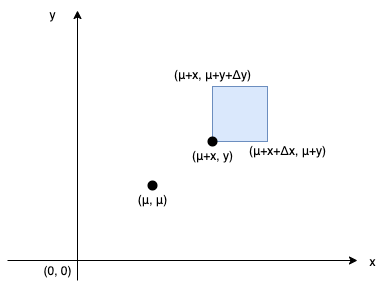 y
(μ+x, μ+y+Δy)
(μ+x, y)
(μ+x+Δx, μ+y)
(μ, μ)
(0, 0)
x